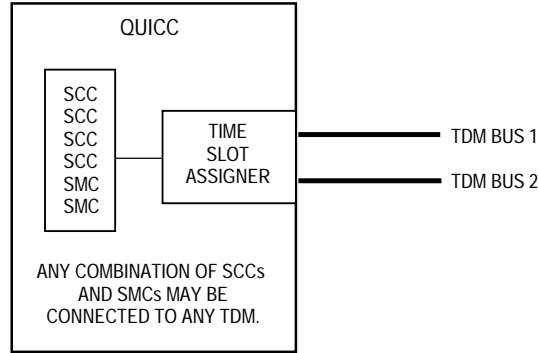 QUICC
SCC
SCC
SCC
SCC
SMC
SMC
TIME
SLOT
ASSIGNER
TDM BUS 1
TDM BUS 2
ANY COMBINATION OF SCCs
AND SMCs MAY BE
CONNECTED TO ANY TDM.